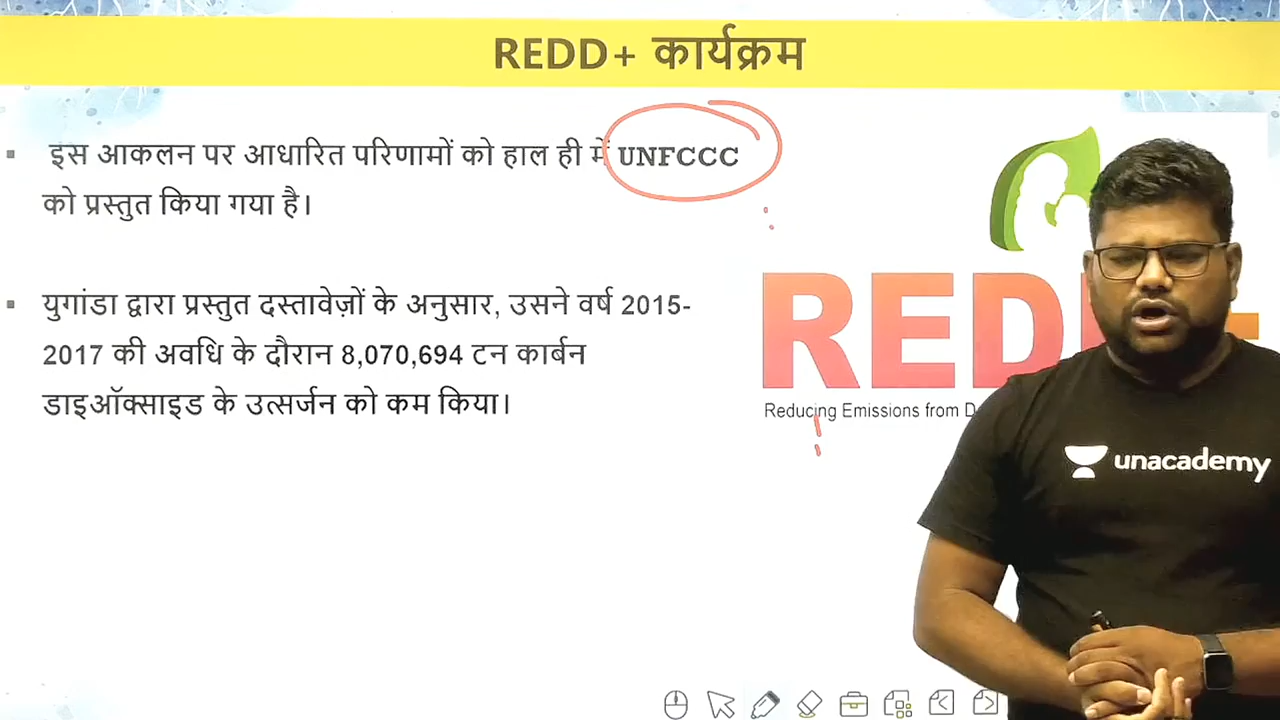 REDD+ कार्यक्रम
▪ इस आकलन पर आधारित परिणामों को हाल ही में UNFCCC
को प्रस्तुत किया गया है।
▪ युगांडा द्वारा प्रस्तुत दस्तावेज़ों के अनुसार, उसने वर्ष 2015-
2017 की अवधि के दौरान 8,070,694 टन कार्बन
डाइऑक्साइड के उत्सर्जन को कम किया।
REDD+
Reducing Emissions from
unacademy